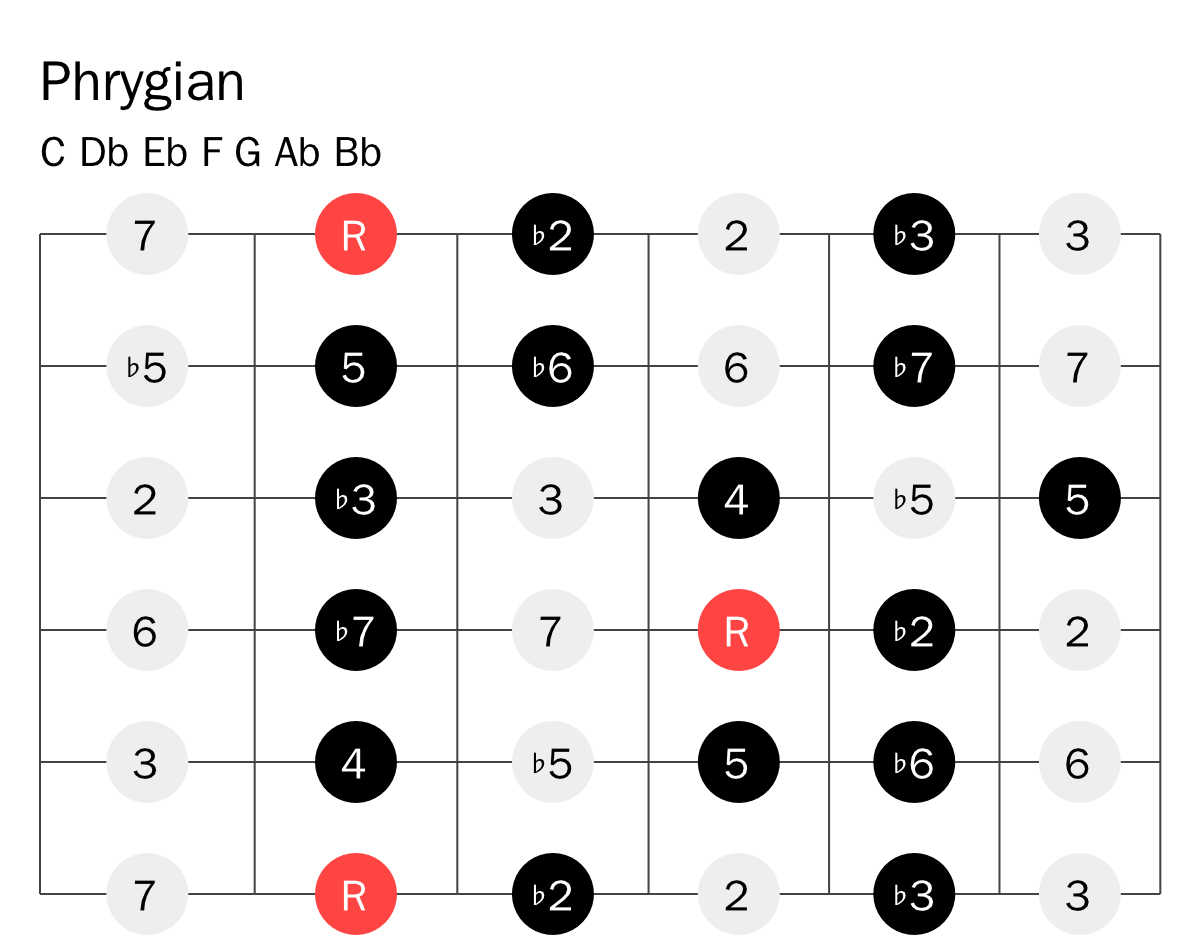 Phrygian
C Db Eb F G Ab Bb
7 R ♭2 2 ♭3 3
♭5 5 ♭6 6 ♭7 7
2 ♭3 3 4 ♭5 5
6 ♭7 7 R ♭2 2
3 4 ♭5 5 ♭6 6
7 R ♭2 2 ♭3 3